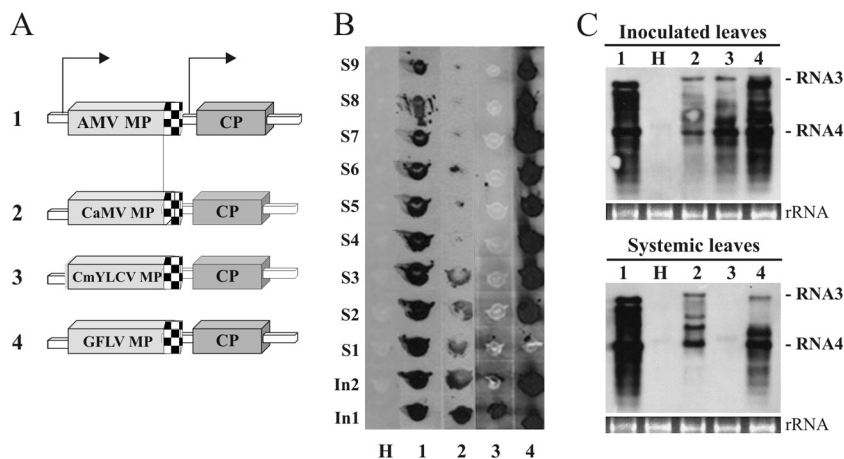 A
1
AMV MP
CP
2
CaMV MP
CP
3
CmYLCV MP
CP
4
GFLV MP
CP
B
S9
S8
S7
S6
S5
S4
S3
S2
S1
In2
In1
H 1 2 3 4
C
Inoculated leaves
1 H 2 3 4
- RNA3
- RNA4
rRNA
Systemic leaves
1 H 2 3 4
- RNA3
- RNA4
rRNA